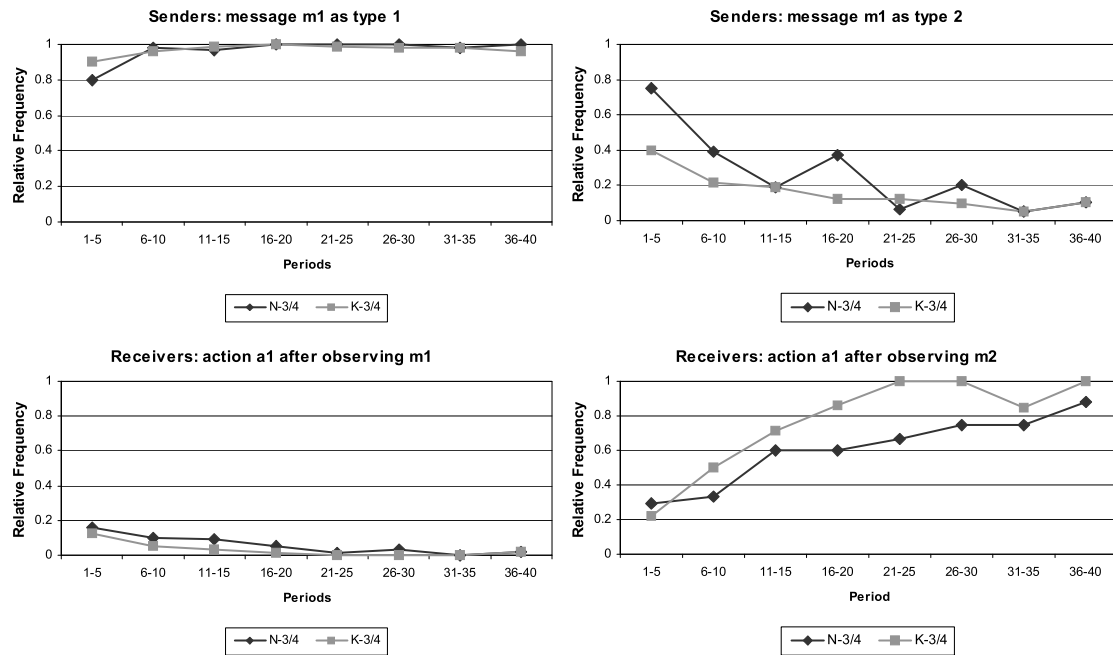 Senders: message m1 as type 1
Relative Frequency
1
0.8
0.6
0.4
0.2
0
1-5 6-10 11-15 16-20 21-25 26-30 31-35 36-40
Periods
N-3/4 K-3/4
Senders: message m1 as type 2
Relative Frequency
1
0.8
0.6
0.4
0.2
0
1-5 6-10 11-15 16-20 21-25 26-30 31-35 36-40
Periods
N-3/4 K-3/4
Receivers: action a1 after observing m1
Relative Frequency
1
0.8
0.6
0.4
0.2
0
1-5 6-10 11-15 16-20 21-25 26-30 31-35 36-40
Periods
N-3/4 K-3/4
Receivers: action a1 after observing m2
Relative Frequency
1
0.8
0.6
0.4
0.2
0
1-5 6-10 11-15 16-20 21-25 26-30 31-35 36-40
Period
N-3/4 K-3/4